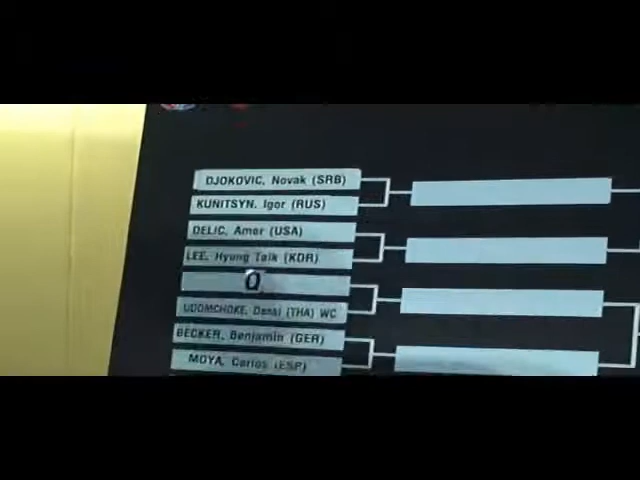 DJOKOVIC, Novak (SRB)
KUNITSYN, Igor (RUS)
DELIC, Amer (USA)
LEE, Hyung Taik (KOR)
Q
UDOMCHOKE, Danai (THA) WC
BECKER, Benjamin (GER)
MOYA, Carlos (ESP)